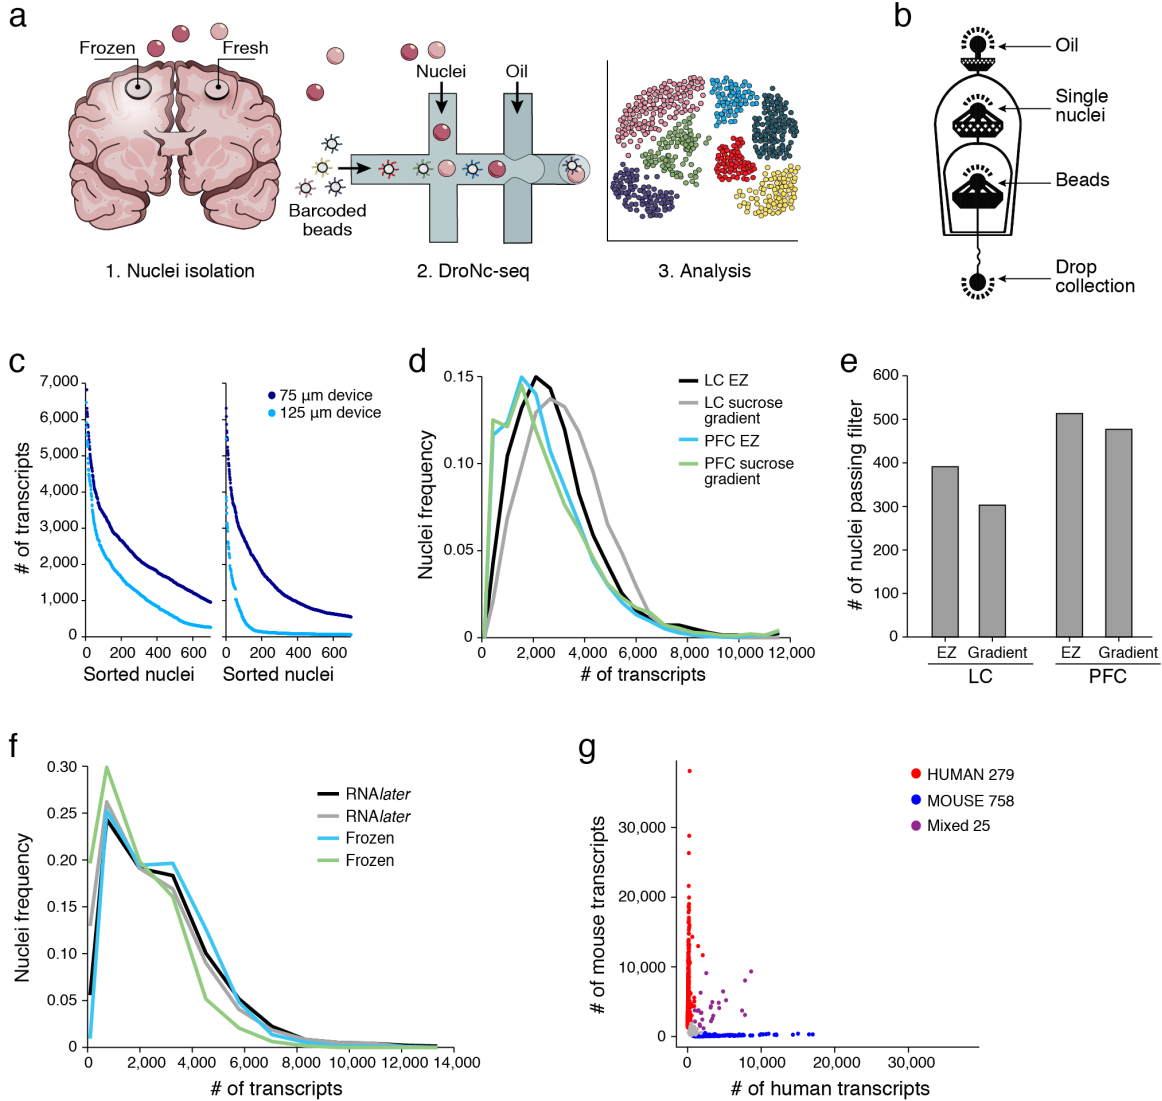 a
Frozen
Fresh
Nuclei
Oil
Barcoded
beads
1. Nuclei isolation
2. DroNc-seq
3. Analysis
b
Oil
Single
nuclei
Beads
Drop
collection
c
# of transcripts
7,000
6,000
5,000
4,000
3,000
2,000
1,000
0
75 µm device
125 µm device
0 200 400 600
0 200 400 600
Sorted nuclei
Sorted nuclei
d
Nuclei frequency
0.15
0.10
0.05
0
LC EZ
LC sucrose
gradient
PFC EZ
PFC sucrose
gradient
0 2,000 4,000 6,000 8,000 10,000 12,000
# of transcripts
e
# of nuclei passing filter
600
500
400
300
200
100
0
EZ Gradient EZ Gradient
LC PFC
f
Nuclei frequency
0.30
0.25
0.20
0.15
0.10
0.05
0
RNAlater
RNAlater
Frozen
Frozen
0 2,000 4,000 6,000 8,000 10,000 12,000 14,000
# of transcripts
g
# of mouse transcripts
30,000
20,000
10,000
0
HUMAN 279
MOUSE 758
Mixed 25
0 10,000 20,000 30,000
# of human transcripts